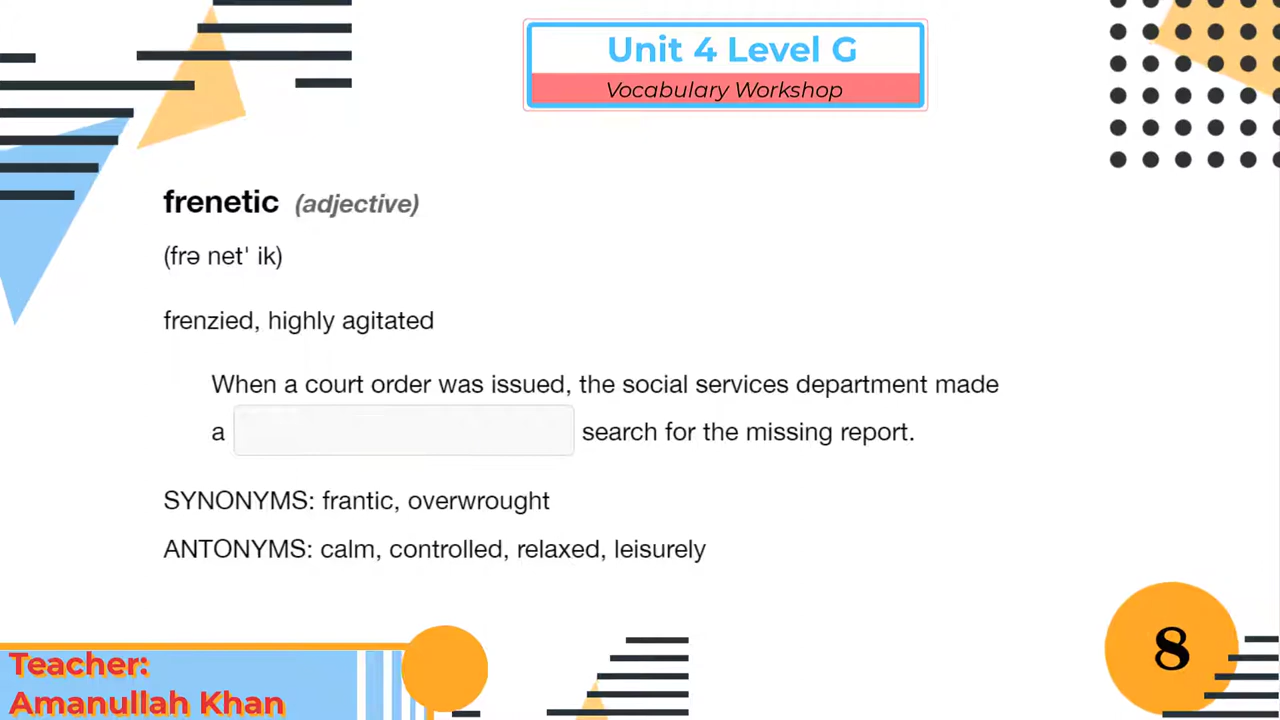 Unit 4 Level G
Vocabulary Workshop
frenetic (adjective)
(frə net' ik)
frenzied, highly agitated
When a court order was issued, the social services department made
a search for the missing report.
SYNONYMS: frantic, overwrought
ANTONYMS: calm, controlled, relaxed, leisurely
Teacher:
Amanullah Khan
8